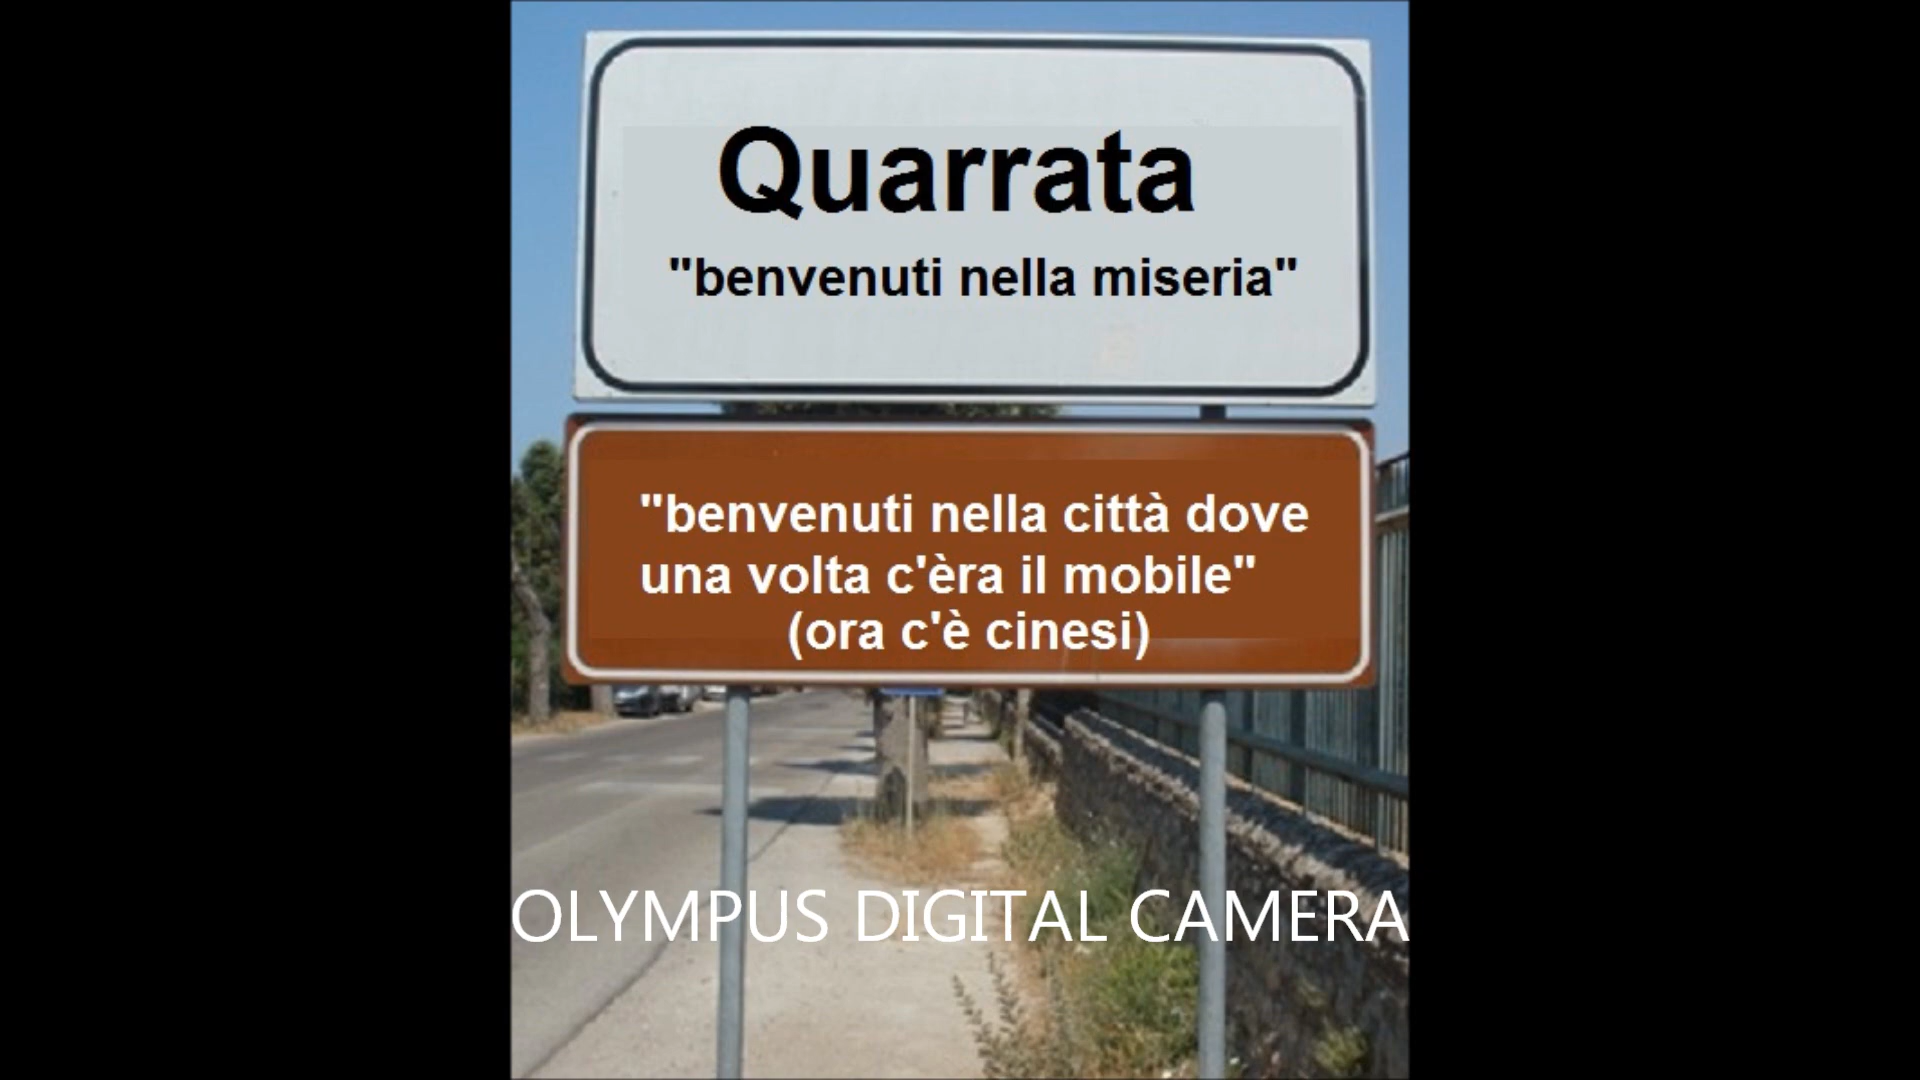 Quarrata
"benvenuti nella miseria"
"benvenuti nella città dove
una volta c'èra il mobile"
(ora c'è cinesi)
OLYMPUS DIGITAL CAMERA